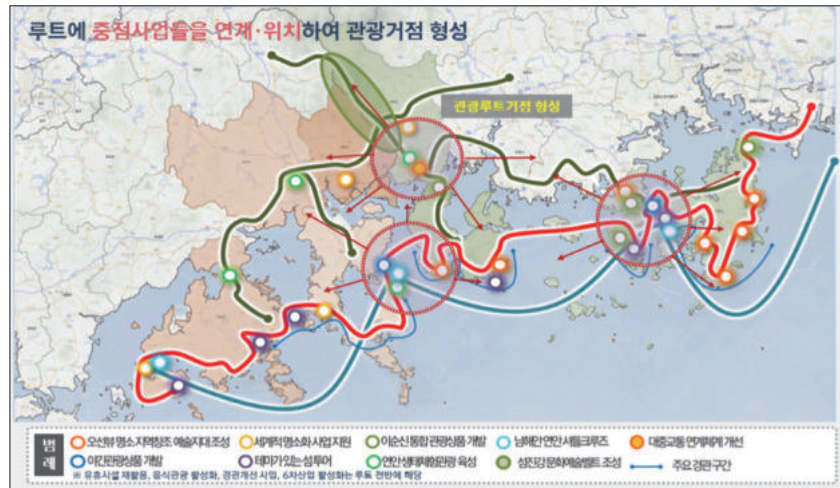 루트에 중점사업들을 연계·위치하여 관광거점 형성
관광루트기점 형성
범례
오션뷰 명소 지역창조 예술지대 조성
세계적 명소화 사업 지원
이순신 통합 관광상품 개발
남해안 연안 셔틀크루즈
대중교통 연계체계 개선
야간관광상품 개발
테마가 있는 섬 투어
연안 생태체험관광 육성
섬진강 문화예술벨트 조성
주요 경관 구간
※ 유휴시설 재활용, 음식관광 활성화, 경관개선 사업, 6차산업 활성화는 루트 전반에 해당